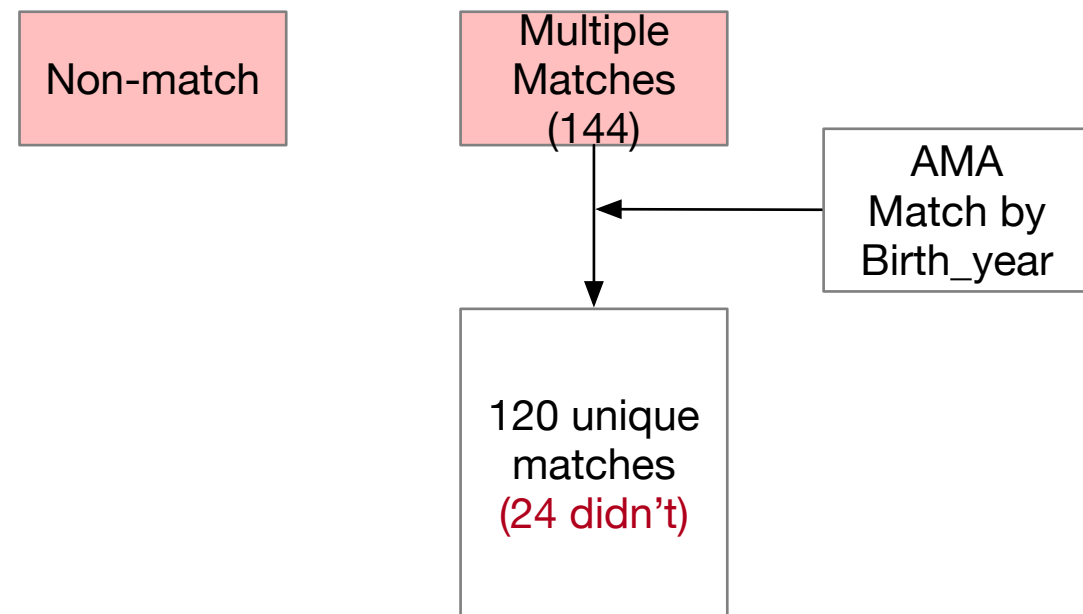 Non-match
Multiple
Matches
(144)
AMA
Match by
Birth_year
120 unique
matches
(24 didn’t)